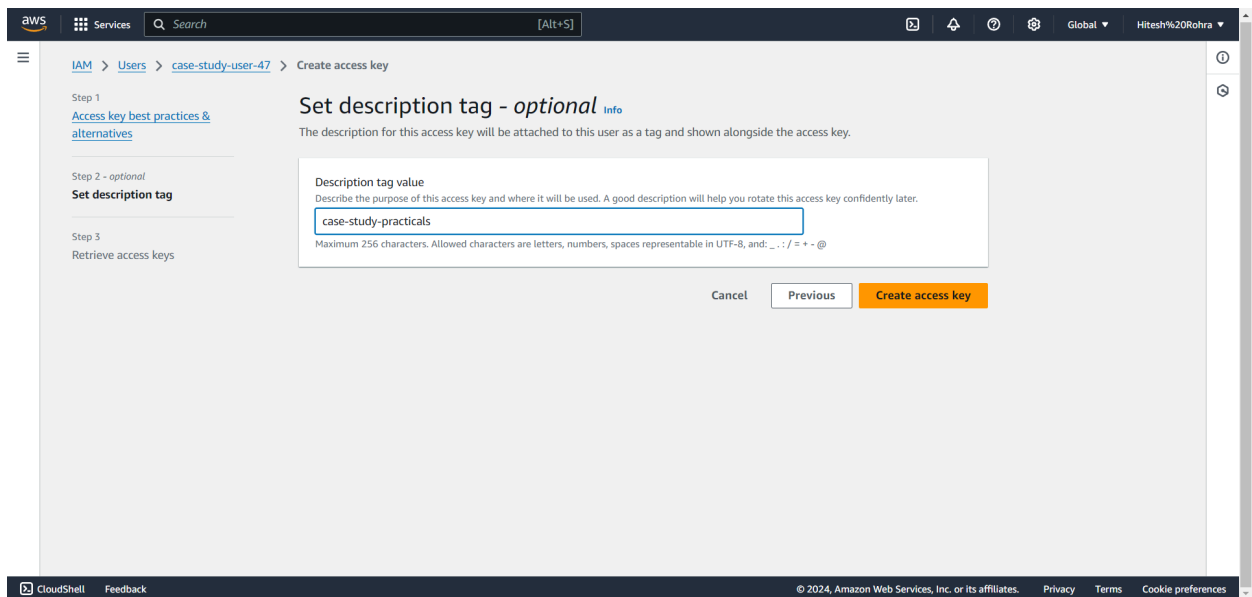 aws
Services
Search
[Alt+S]
Global ▼
Hitesh%20Rohra ▼
IAM > Users > case-study-user-47 > Create access key
Step 1
Access key best practices &
alternatives
Step 2 - optional
Set description tag
Step 3
Retrieve access keys
Set description tag - optional Info
The description for this access key will be attached to this user as a tag and shown alongside the access key.
Description tag value
Describe the purpose of this access key and where it will be used. A good description will help you rotate this access key confidently later.
case-study-practicals
Maximum 256 characters. Allowed characters are letters, numbers, spaces representable in UTF-8, and: _ . : / = + - @
Cancel
Previous
Create access key
CloudShell
Feedback
© 2024, Amazon Web Services, Inc. or its affiliates.
Privacy
Terms
Cookie preferences